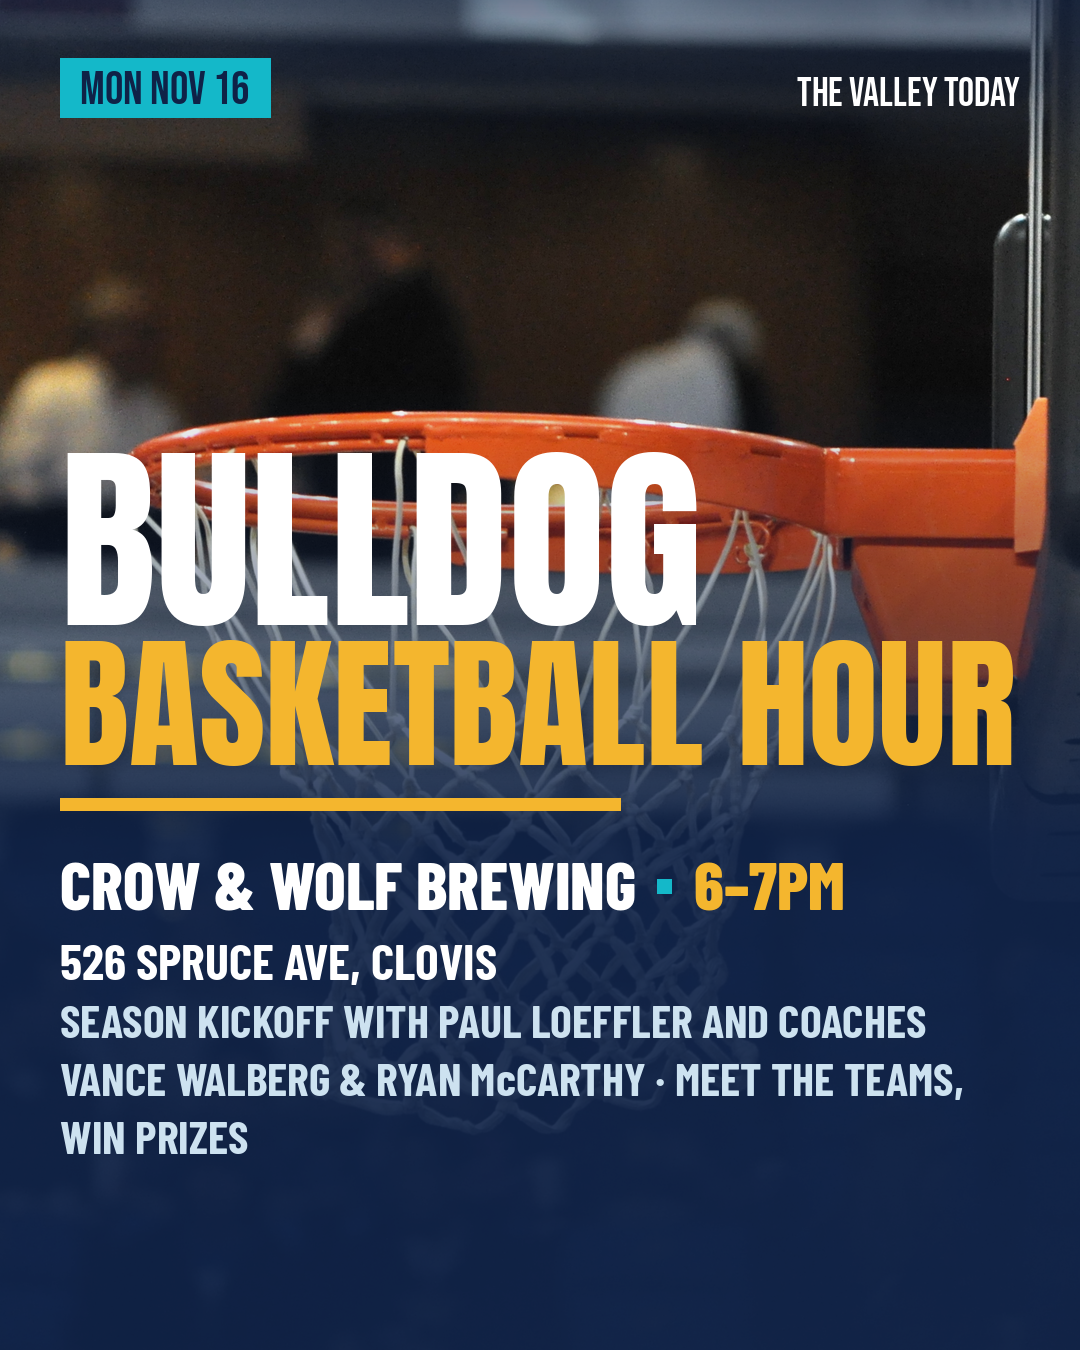 MON NOV 16
THE VALLEY TODAY
BULLDOG
BASKETBALL HOUR
CROW & WOLF BREWING ▪ 6–7PM
526 SPRUCE AVE, CLOVIS
SEASON KICKOFF WITH PAUL LOEFFLER AND COACHES
VANCE WALBERG & RYAN McCARTHY · MEET THE TEAMS,
WIN PRIZES